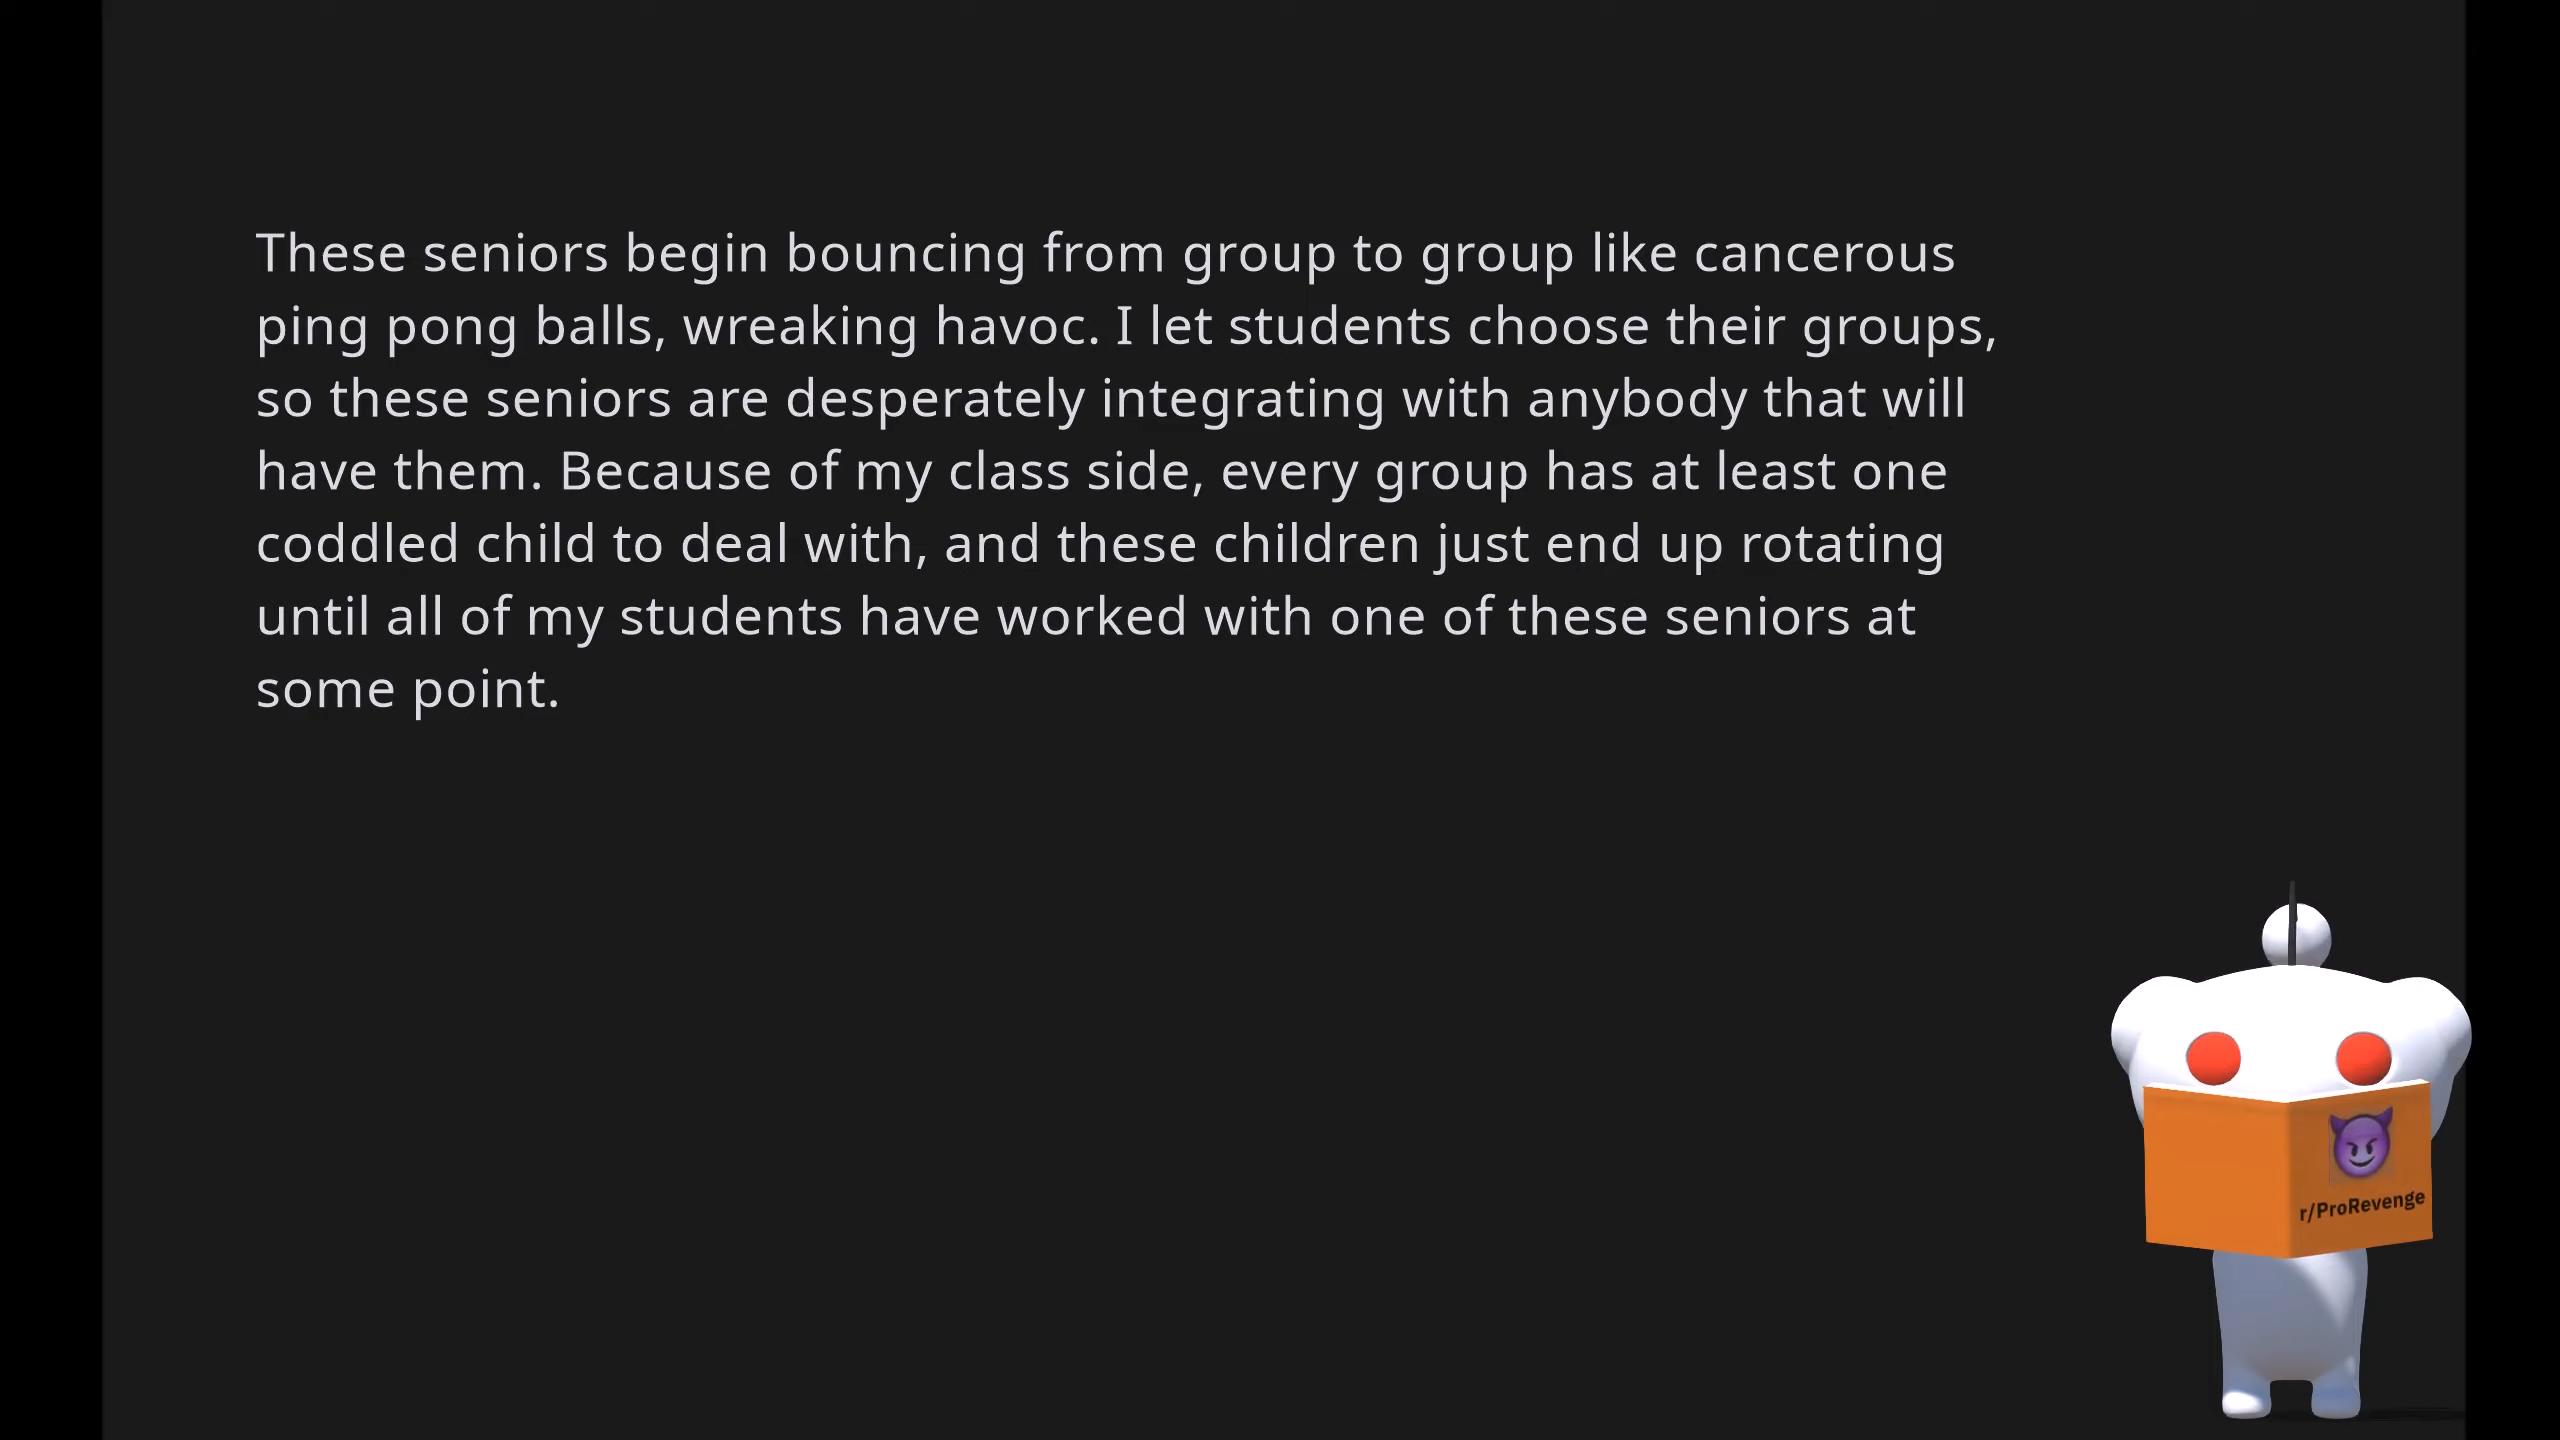 These seniors begin bouncing from group to group like cancerous
ping pong balls, wreaking havoc. I let students choose their groups,
so these seniors are desperately integrating with anybody that will
have them. Because of my class side, every group has at least one
coddled child to deal with, and these children just end up rotating
until all of my students have worked with one of these seniors at
some point.
r/ProRevenge